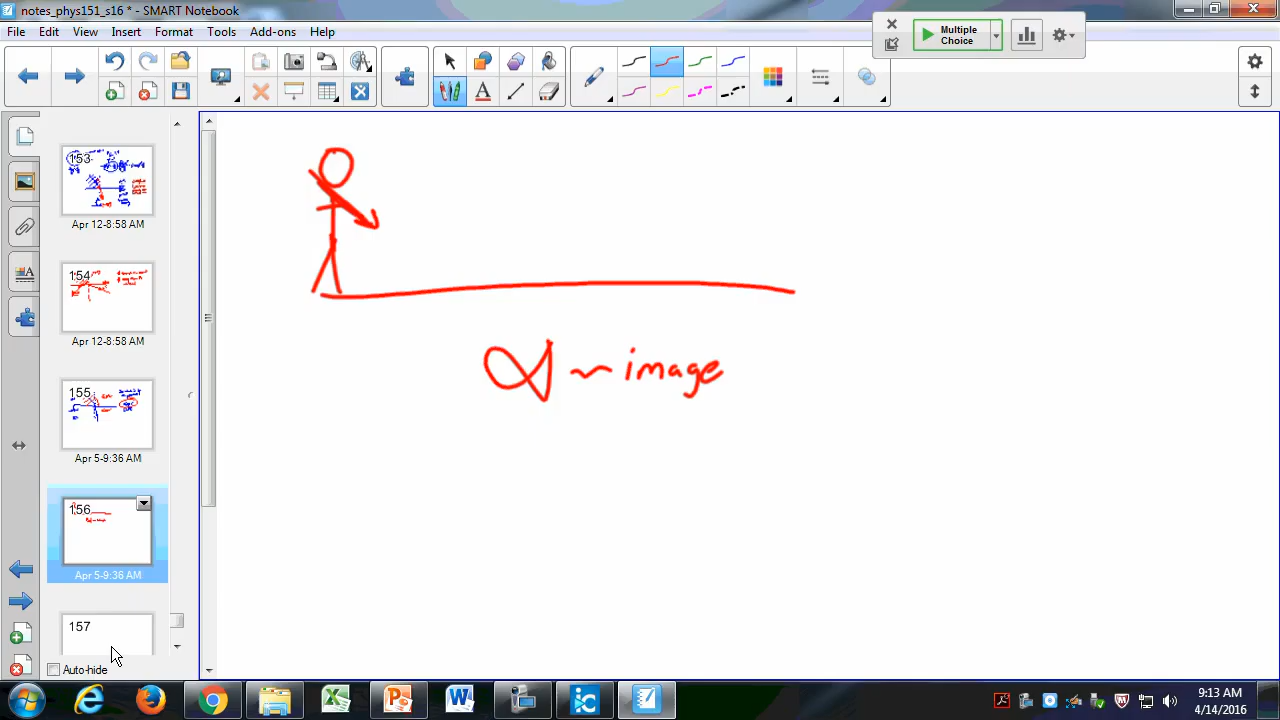 notes_phys151_s16 * - SMART Notebook
File Edit View Insert Format Tools Add-ons Help
Multiple
Choice
153
Apr 12-8:58 AM
154
Apr 12-8:58 AM
155
Apr 5-9:36 AM
156
Apr 5-9:36 AM
157
Auto-hide
image
9:13 AM
4/14/2016